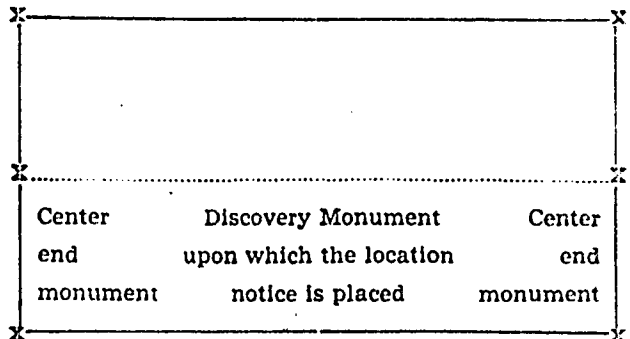 X X
X X
Center Discovery Monument Center
end upon which the location end
monument notice is placed monument
X X